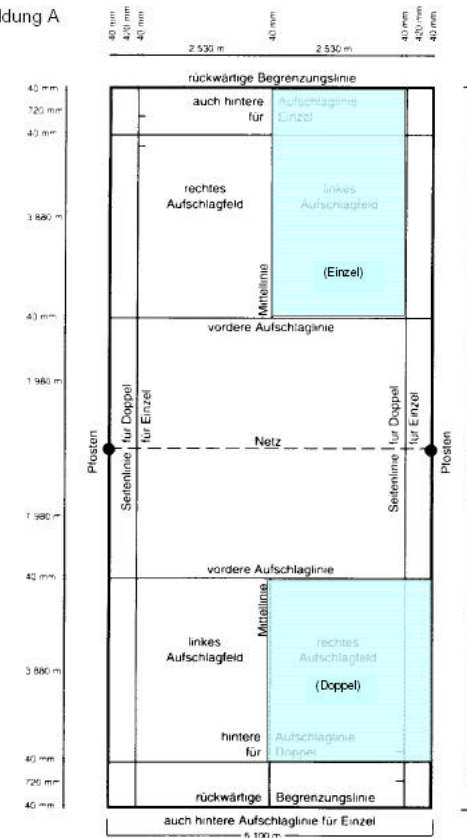 ldung A
40 mm
420 mm
40 mm
40 mm
40 mm
420 mm
40 mm
2 530 m
2 530 m
rückwärtige Begrenzungslinie
40 mm
720 mm
40 mm
auch hintere Aufschlaglinie
für Einzel
rechtes
Aufschlagfeld
linkes
Aufschlagfeld
3 880 m
(Einzel)
Mittellinie
40 mm
vordere Aufschlaglinie
1 980 m
Seitenlinie für Doppel
für Einzel
Seitenlinie für Doppel
für Einzel
Pfosten
Netz
Pfosten
1 980 m
vordere Aufschlaglinie
40 mm
Mittellinie
linkes
Aufschlagfeld
rechtes
Aufschlagfeld
3 880 m
(Doppel)
hintere Aufschlaglinie
für Doppel
40 mm
720 mm
40 mm
rückwärtige Begrenzungslinie
auch hintere Aufschlaglinie für Einzel
6 100 m